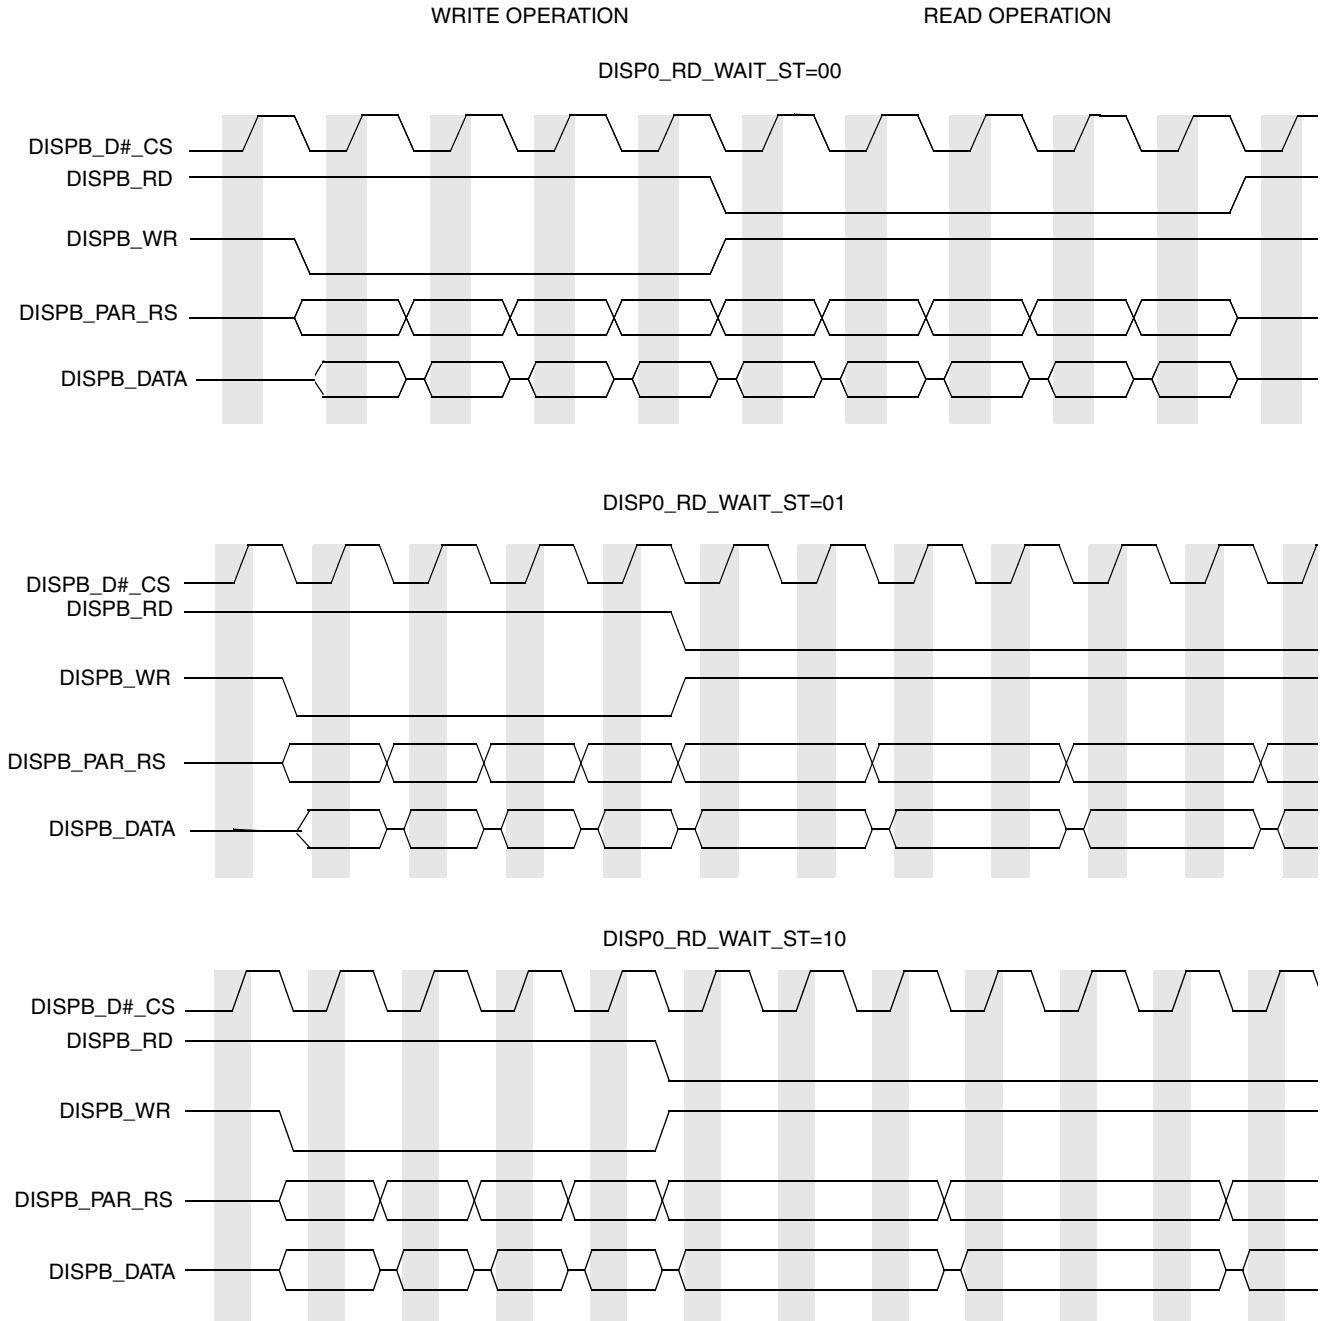 WRITE OPERATION READ OPERATION
DISP0_RD_WAIT_ST=00
DISPB_D#_CS
DISPB_RD
DISPB_WR
DISPB_PAR_RS
DISPB_DATA
DISP0_RD_WAIT_ST=01
DISPB_D#_CS
DISPB_RD
DISPB_WR
DISPB_PAR_RS
DISPB_DATA
DISP0_RD_WAIT_ST=10
DISPB_D#_CS
DISPB_RD
DISPB_WR
DISPB_PAR_RS
DISPB_DATA